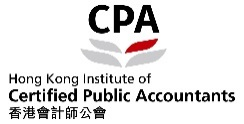 CPA
Hong Kong Institute of
Certified Public Accountants
香港會計師公會